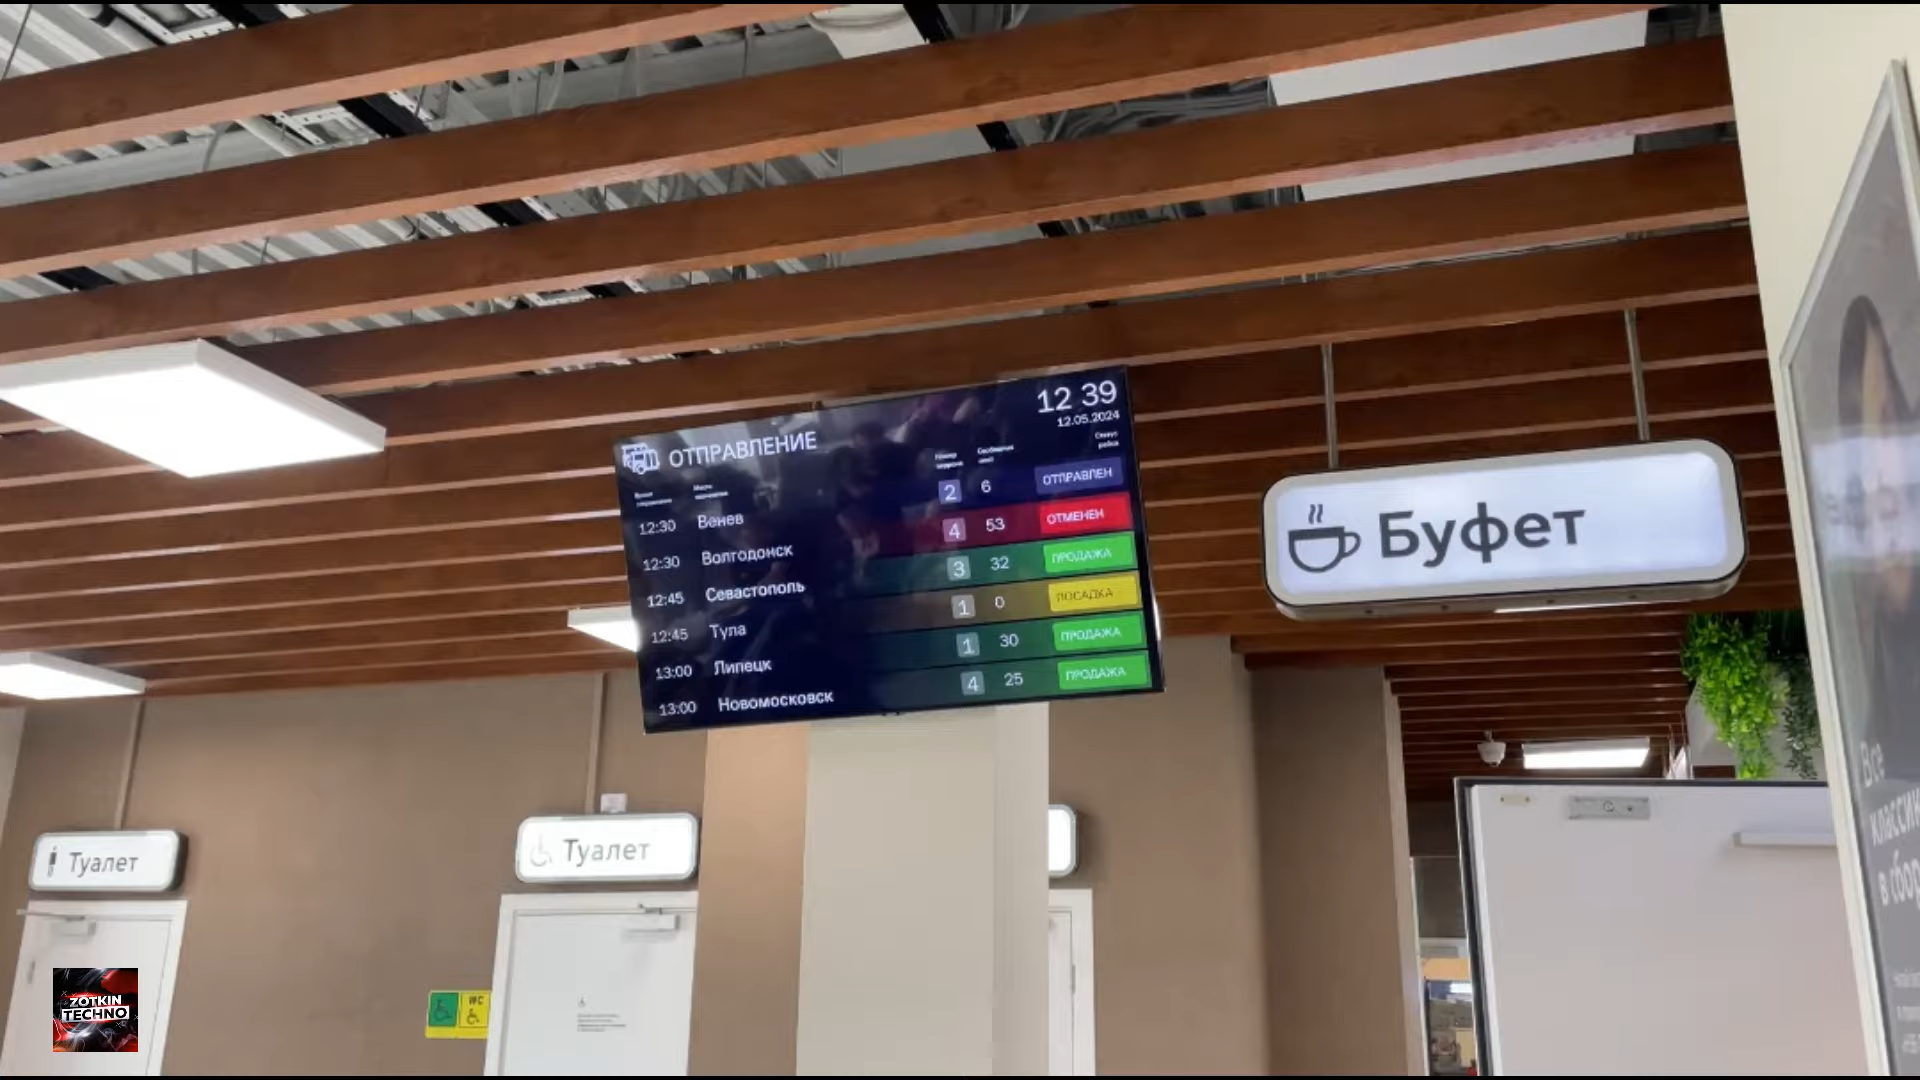 12 39
12.05.2024
ОТПРАВЛЕНИЕ
12:30 Венев 2 6 ОТПРАВЛЕН
12:30 Волгодонск 4 53 ОТМЕНЕН
12:45 Севастополь 3 32 ПРОДАЖА
12:45 Тула 1 0 ПОСАДКА
13:00 Липецк 1 30 ПРОДАЖА
13:00 Новомосковск 4 25 ПРОДАЖА
Буфет
Туалет
Туалет
WC
Все
в
ZOTKIN
TECHNO